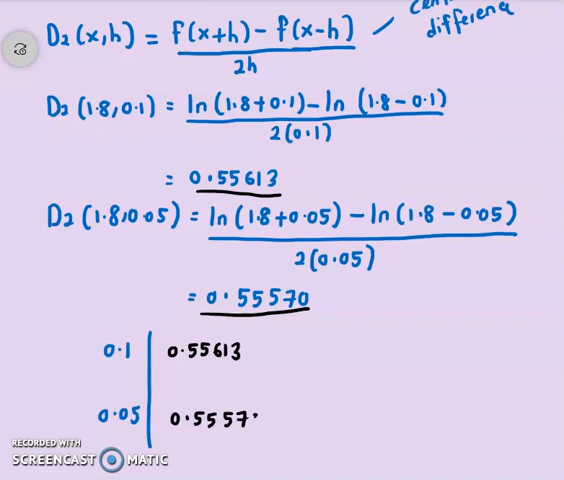 difference
D2(x,h) = f(x+h) - f(x-h) / 2h
D2(1.8,0.1) = ln(1.8+0.1) - ln(1.8-0.1)
2(0.1)
= 0.55613
D2(1.8,0.05) = ln(1.8+0.05) - ln(1.8-0.05)
2(0.05)
= 0.55570
0.1 0.55613
0.05 0.5557
RECORDED WITH
SCREENCAST MATIC